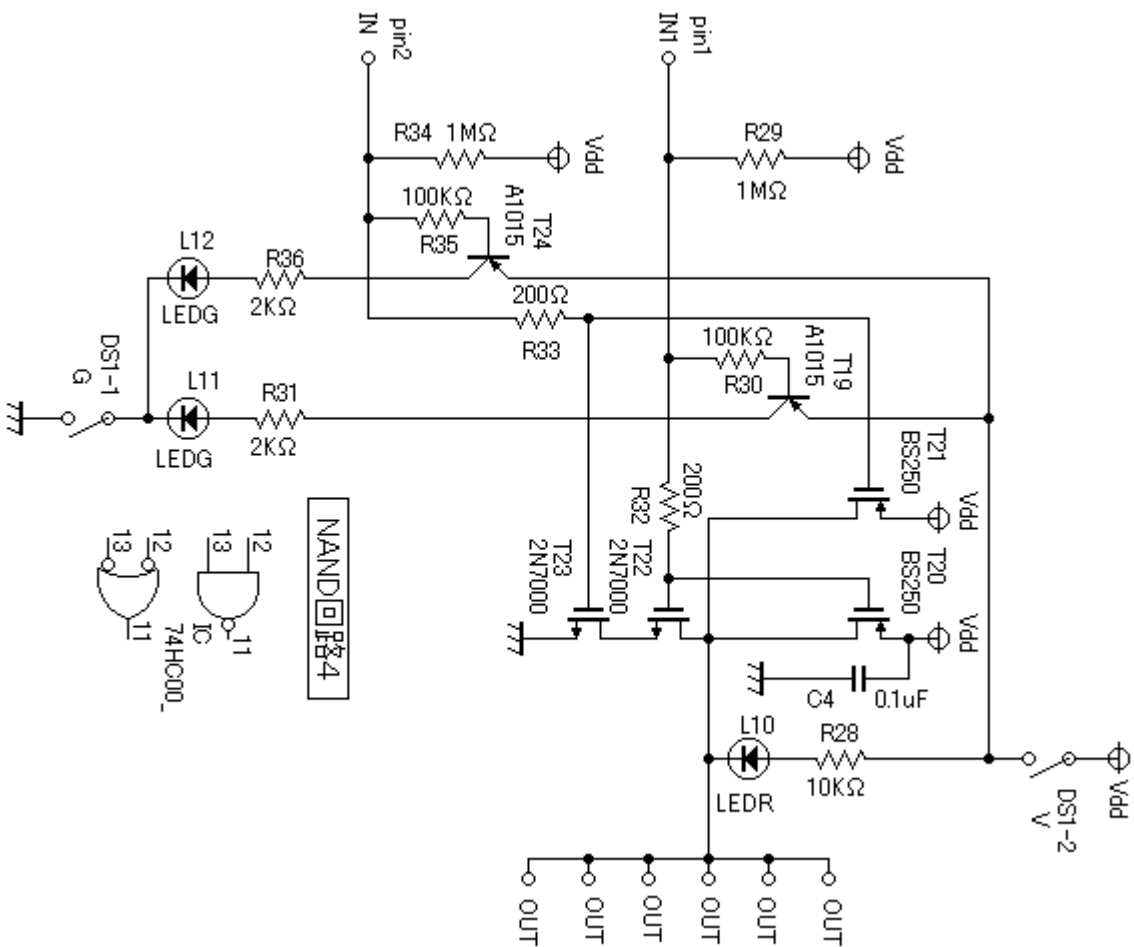 pin2
IN
pin1
IN1
R34 1MΩ
Vdd
R29
1MΩ
Vdd
100KΩ
R35
T24
A1015
L12
LEDG
R36
2KΩ
200Ω
R33
100KΩ
R30
T19
A1015
DS1-1
G
L11
LEDG
R31
2KΩ
T21
BS250
Vdd
200Ω
R32
T23
2N7000
T22
2N7000
T20
BS250
Vdd
C4
0.1uF
NAND回路4
12
13
11
12
13
11
IC
74HC00_
L10
LEDR
R28
10KΩ
DS1-2
V
Vdd
OUT
OUT
OUT
OUT
OUT
OUT